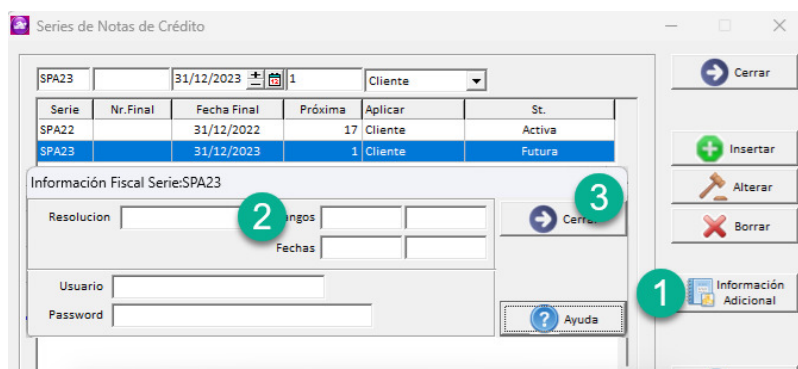 Series de Notas de Crédito
SPA23 31/12/2023 1 Cliente
Cerrar
Serie Nr.Final Fecha Final Próxima Aplicar St.
SPA22 31/12/2022 17 Cliente Activa
SPA23 31/12/2023 1 Cliente Futura
Insertar
Alterar
Borrar
Información Fiscal Serie:SPA23
Resolucion 2 angos
3
Fechas
Usuario
Password
Ayuda
1
Información
Adicional